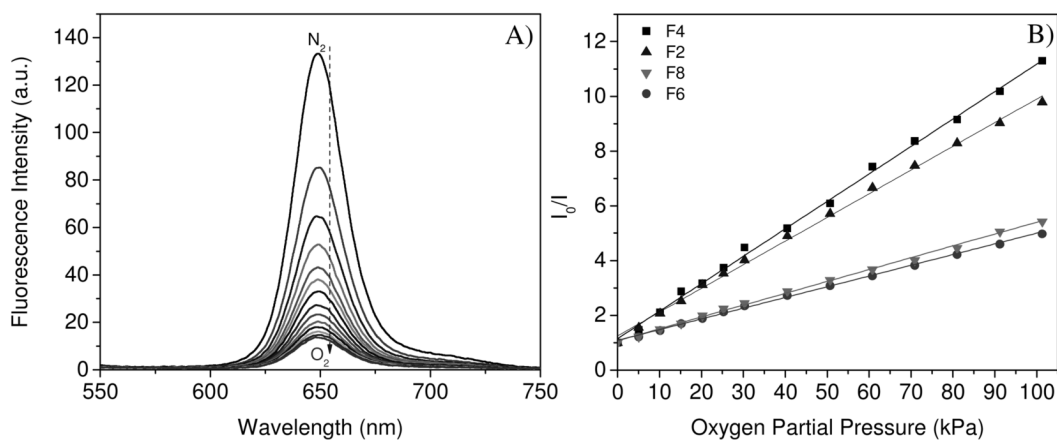 A)
N2
O2
140
120
100
80
60
40
20
0
550
600
650
700
750
Fluorescence Intensity (a.u.)
Wavelength (nm)
B)
F4
F2
F8
F6
12
10
8
6
4
2
0
0
10
20
30
40
50
60
70
80
90
100
I0/I
Oxygen Partial Pressure (kPa)